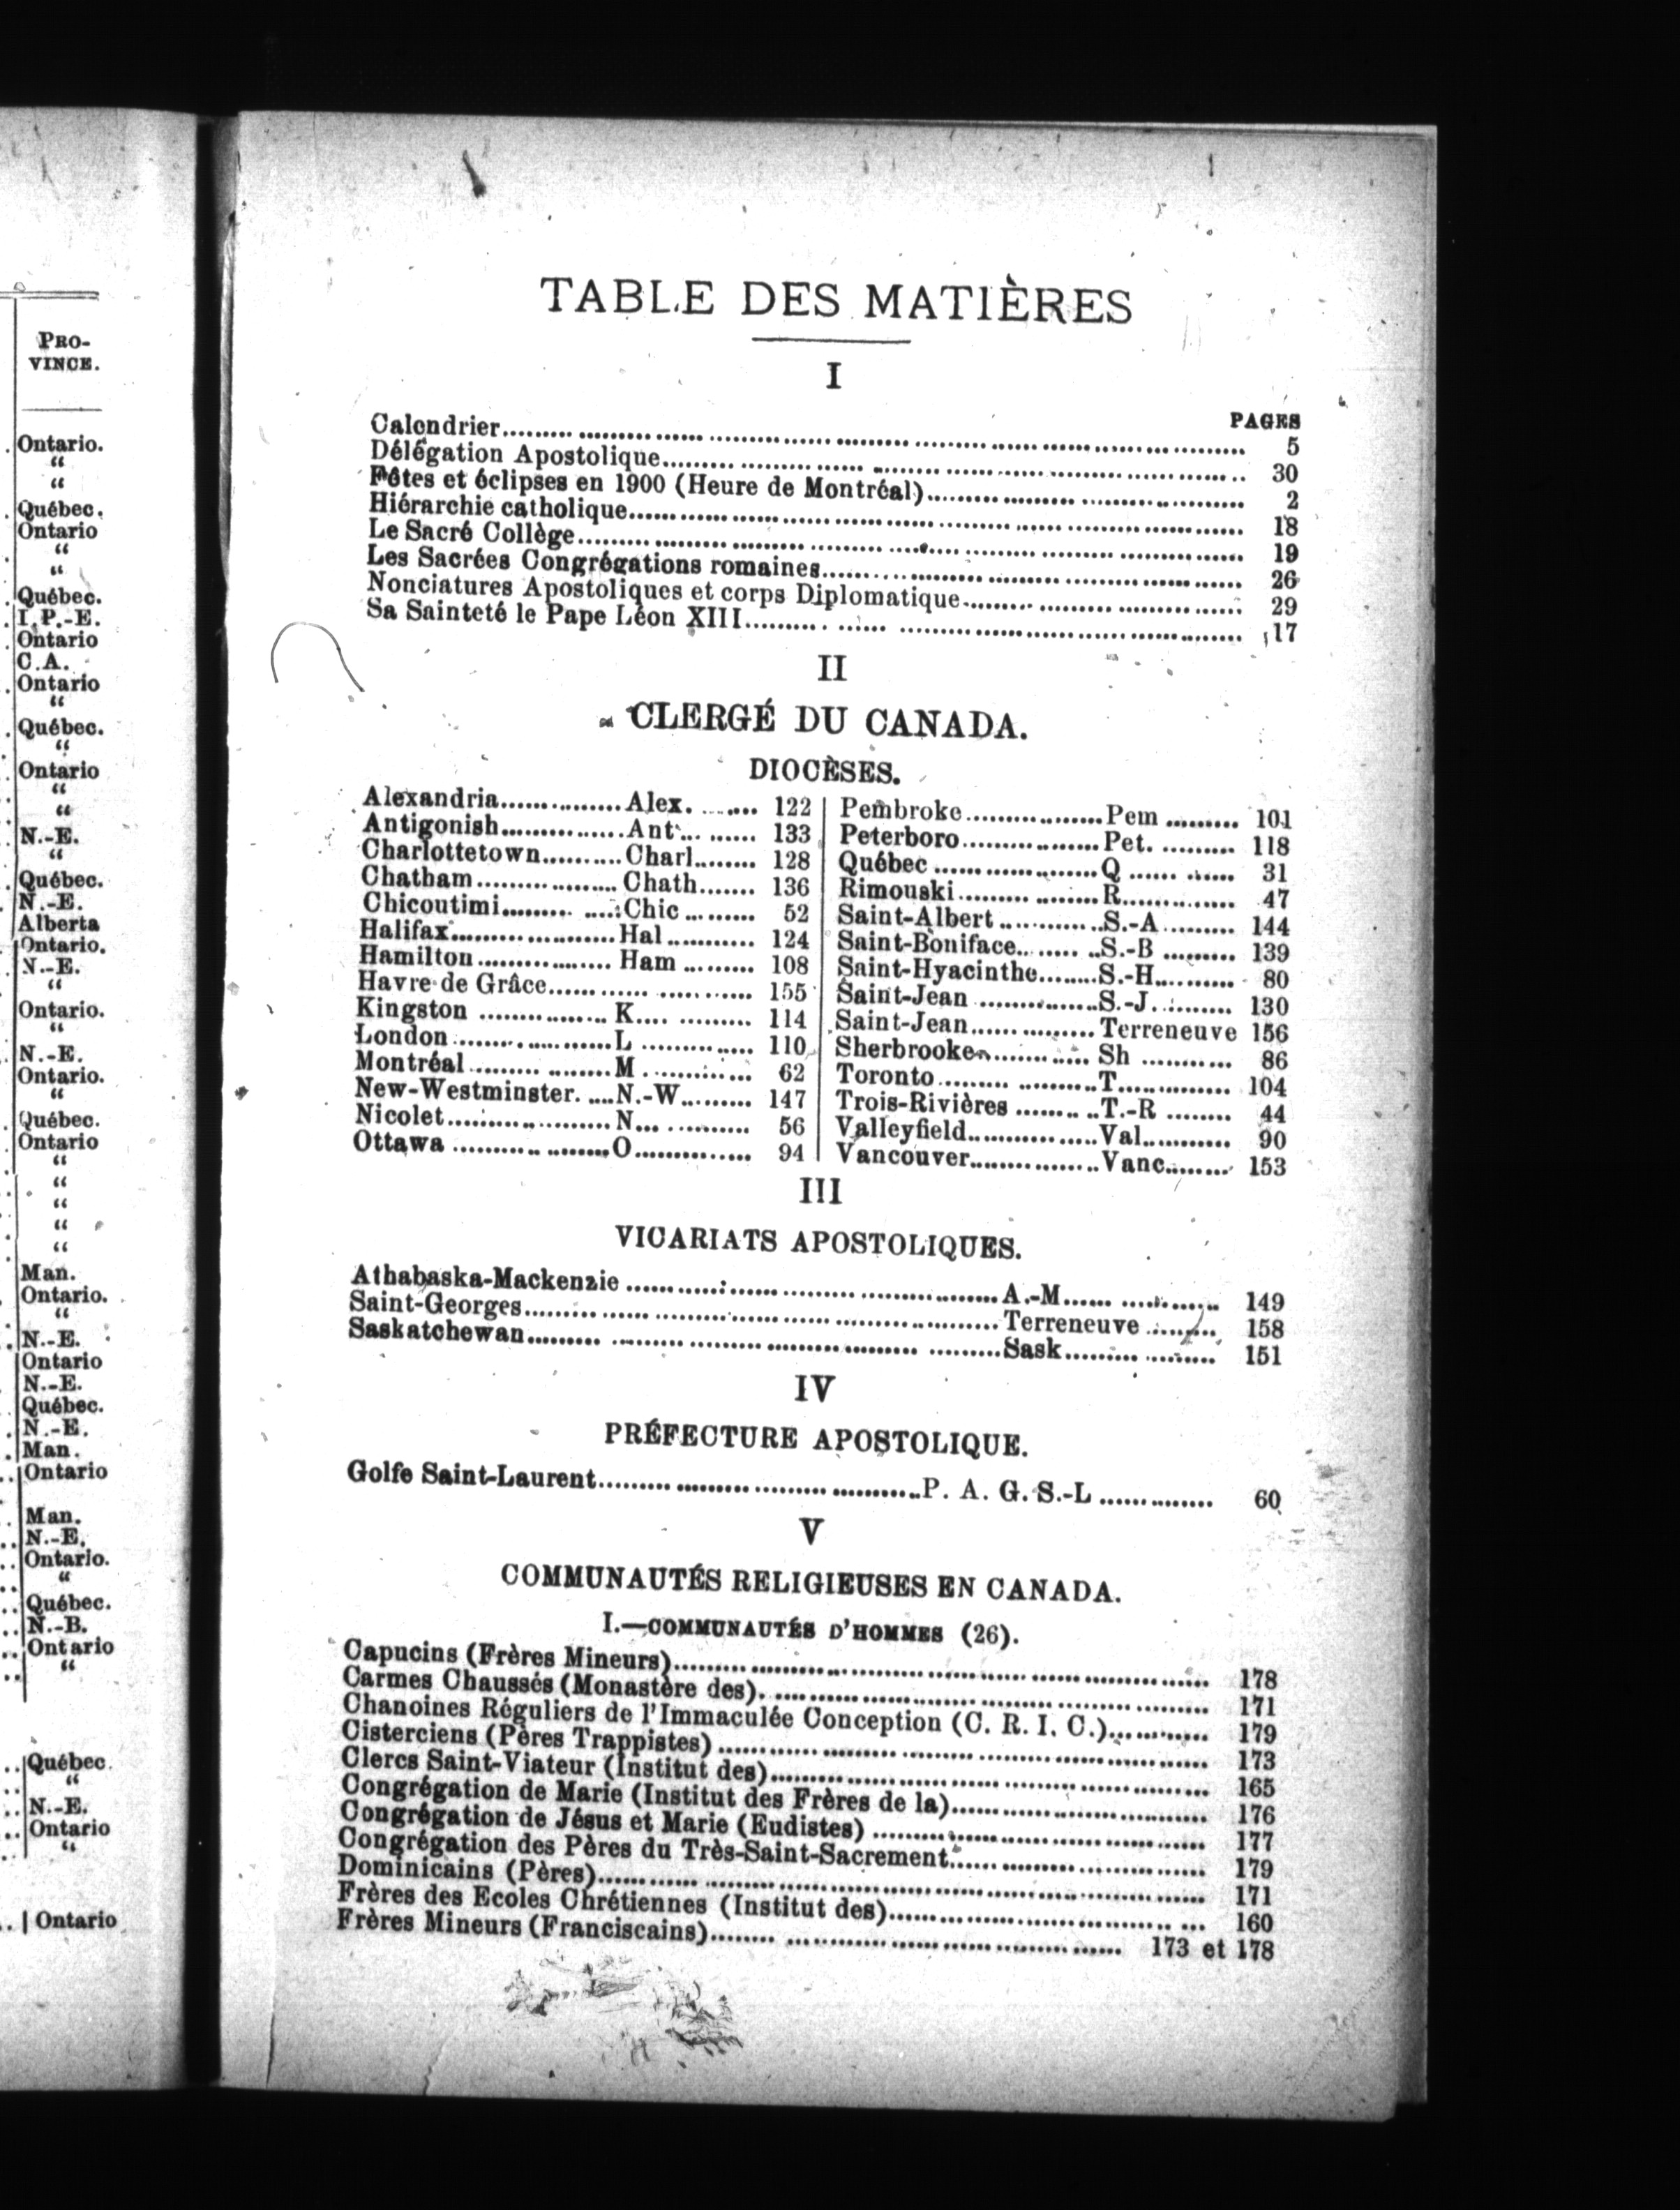 PRO-
VINCE.
Ontario.
“
“
Québec.
Ontario
“
“
Québec.
I.P.-E.
Ontario
C.A.
Ontario
“
Québec.
“
Ontario
“
“
N.-E.
“
Québec.
N.-E.
Alberta
Ontario.
N.-E.
“
Ontario.
“
N.-E.
Ontario.
“
Québec.
Ontario
“
“
“
“
“
Man.
Ontario.
“
N.-E.
Ontario
N.-E.
Québec.
N.-E.
Man.
Ontario
Man.
N.-E.
Ontario.
“
Québec.
N.-B.
Ontario
“
Québec.
“
N.-E.
Ontario
“
Ontario
TABLE DES MATIÈRES
I
PAGES
Calendrier 5
Délégation Apostolique 30
Fêtes et éclipses en 1900 (Heure de Montréal) 2
Hiérarchie catholique 18
Le Sacré Collège 19
Les Sacrées Congrégations romaines 26
Nonciatures Apostoliques et corps Diplomatique 29
Sa Sainteté le Pape Léon XIII 17
II
CLERGÉ DU CANADA.
DIOCÈSES.
Alexandria Alex. 122
Antigonish Ant 133
Charlottetown Charl. 128
Chatham Chath 136
Chicoutimi Chic 52
Halifax Hal 124
Hamilton Ham 108
Havre de Grâce 155
Kingston K 114
London L 110
Montréal M 62
New-Westminster N.-W. 147
Nicolet N 56
Ottawa O 94
Pembroke Pem 101
Peterboro Pet. 118
Québec Q 31
Rimouski R 47
Saint-Albert S.-A 144
Saint-Boniface S.-B 139
Saint-Hyacinthe S.-H 80
Saint-Jean S.-J. 130
Saint-Jean Terreneuve 156
Sherbrooke Sh 86
Toronto T 104
Trois-Rivières T.-R 44
Valleyfield Val 90
Vancouver Vanc 153
III
VICARIATS APOSTOLIQUES.
Athabaska-Mackenzie A.-M 149
Saint-Georges Terreneuve 158
Saskatchewan Sask 151
IV
PRÉFECTURE APOSTOLIQUE.
Golfe Saint-Laurent P. A. G. S.-L 60
V
COMMUNAUTÉS RELIGIEUSES EN CANADA.
I.—COMMUNAUTÉS D'HOMMES (26).
Capucins (Frères Mineurs) 178
Carmes Chaussés (Monastère des) 171
Chanoines Réguliers de l'Immaculée Conception (C. R. I. C.) 179
Cisterciens (Pères Trappistes) 173
Clercs Saint-Viateur (Institut des) 165
Congrégation de Marie (Institut des Frères de la) 176
Congrégation de Jésus et Marie (Eudistes) 177
Congrégation des Pères du Très-Saint-Sacrement 179
Dominicains (Pères) 171
Frères des Ecoles Chrétiennes (Institut des) 160
Frères Mineurs (Franciscains) 173 et 178